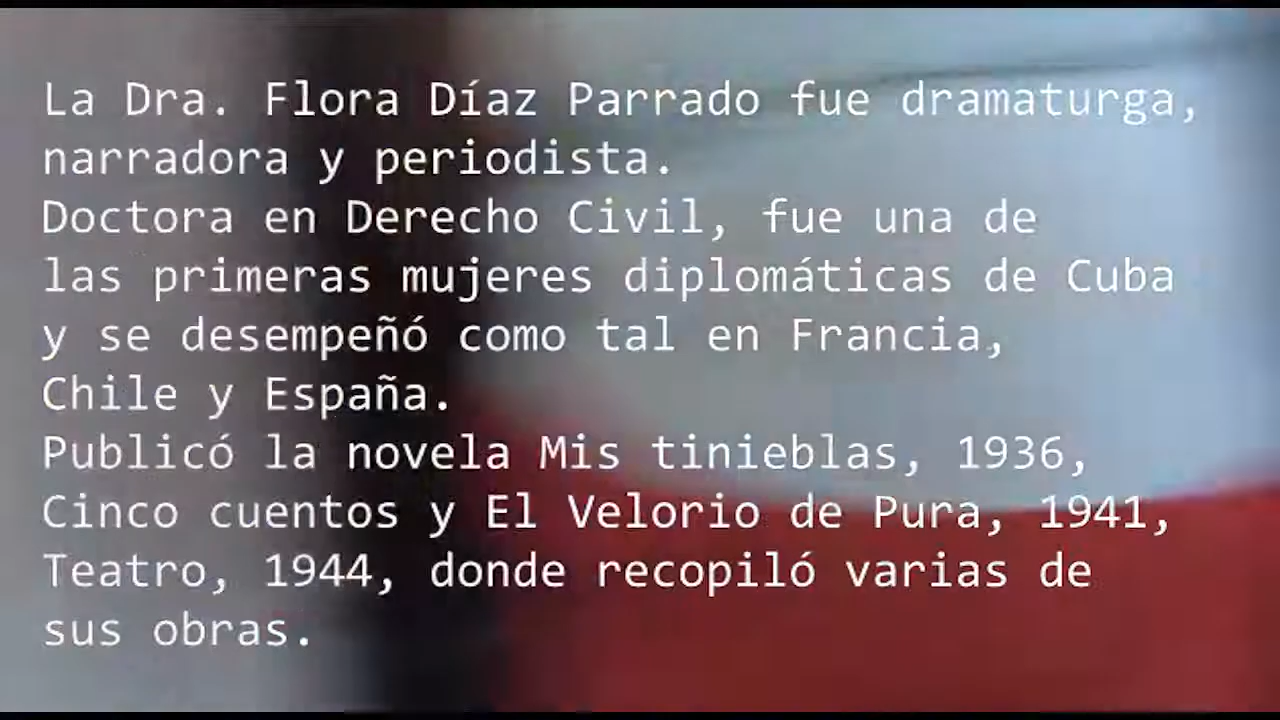 La Dra. Flora Díaz Parrado fue dramaturga,
narradora y periodista.
Doctora en Derecho Civil, fue una de
las primeras mujeres diplomáticas de Cuba
y se desempeñó como tal en Francia,
Chile y España.
Publicó la novela Mis tinieblas, 1936,
Cinco cuentos y El Velorio de Pura, 1941,
Teatro, 1944, donde recopiló varias de
sus obras.